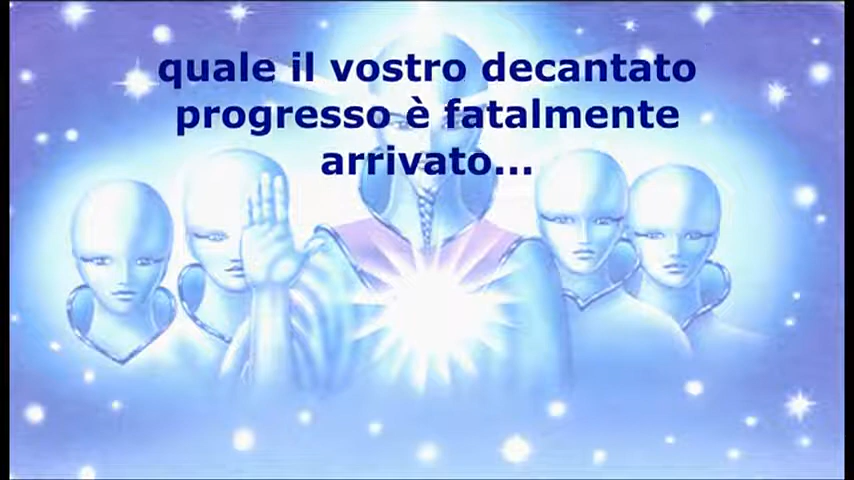 quale il vostro decantato
progresso è fatalmente
arrivato...